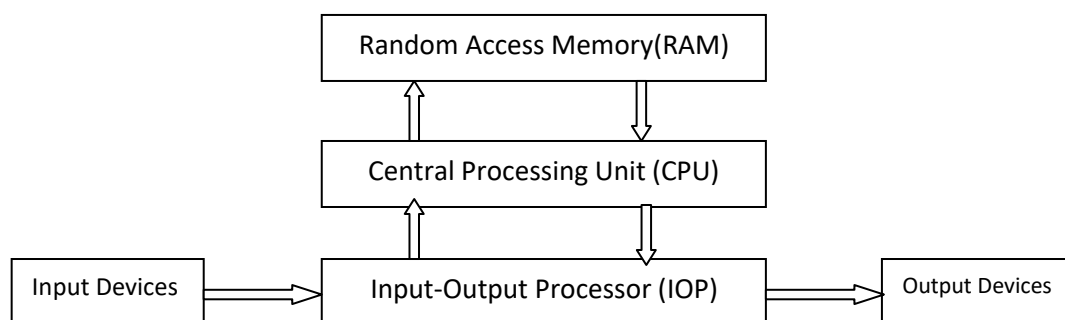 Random Access Memory(RAM)
Central Processing Unit (CPU)
Input Devices
Input-Output Processor (IOP)
Output Devices